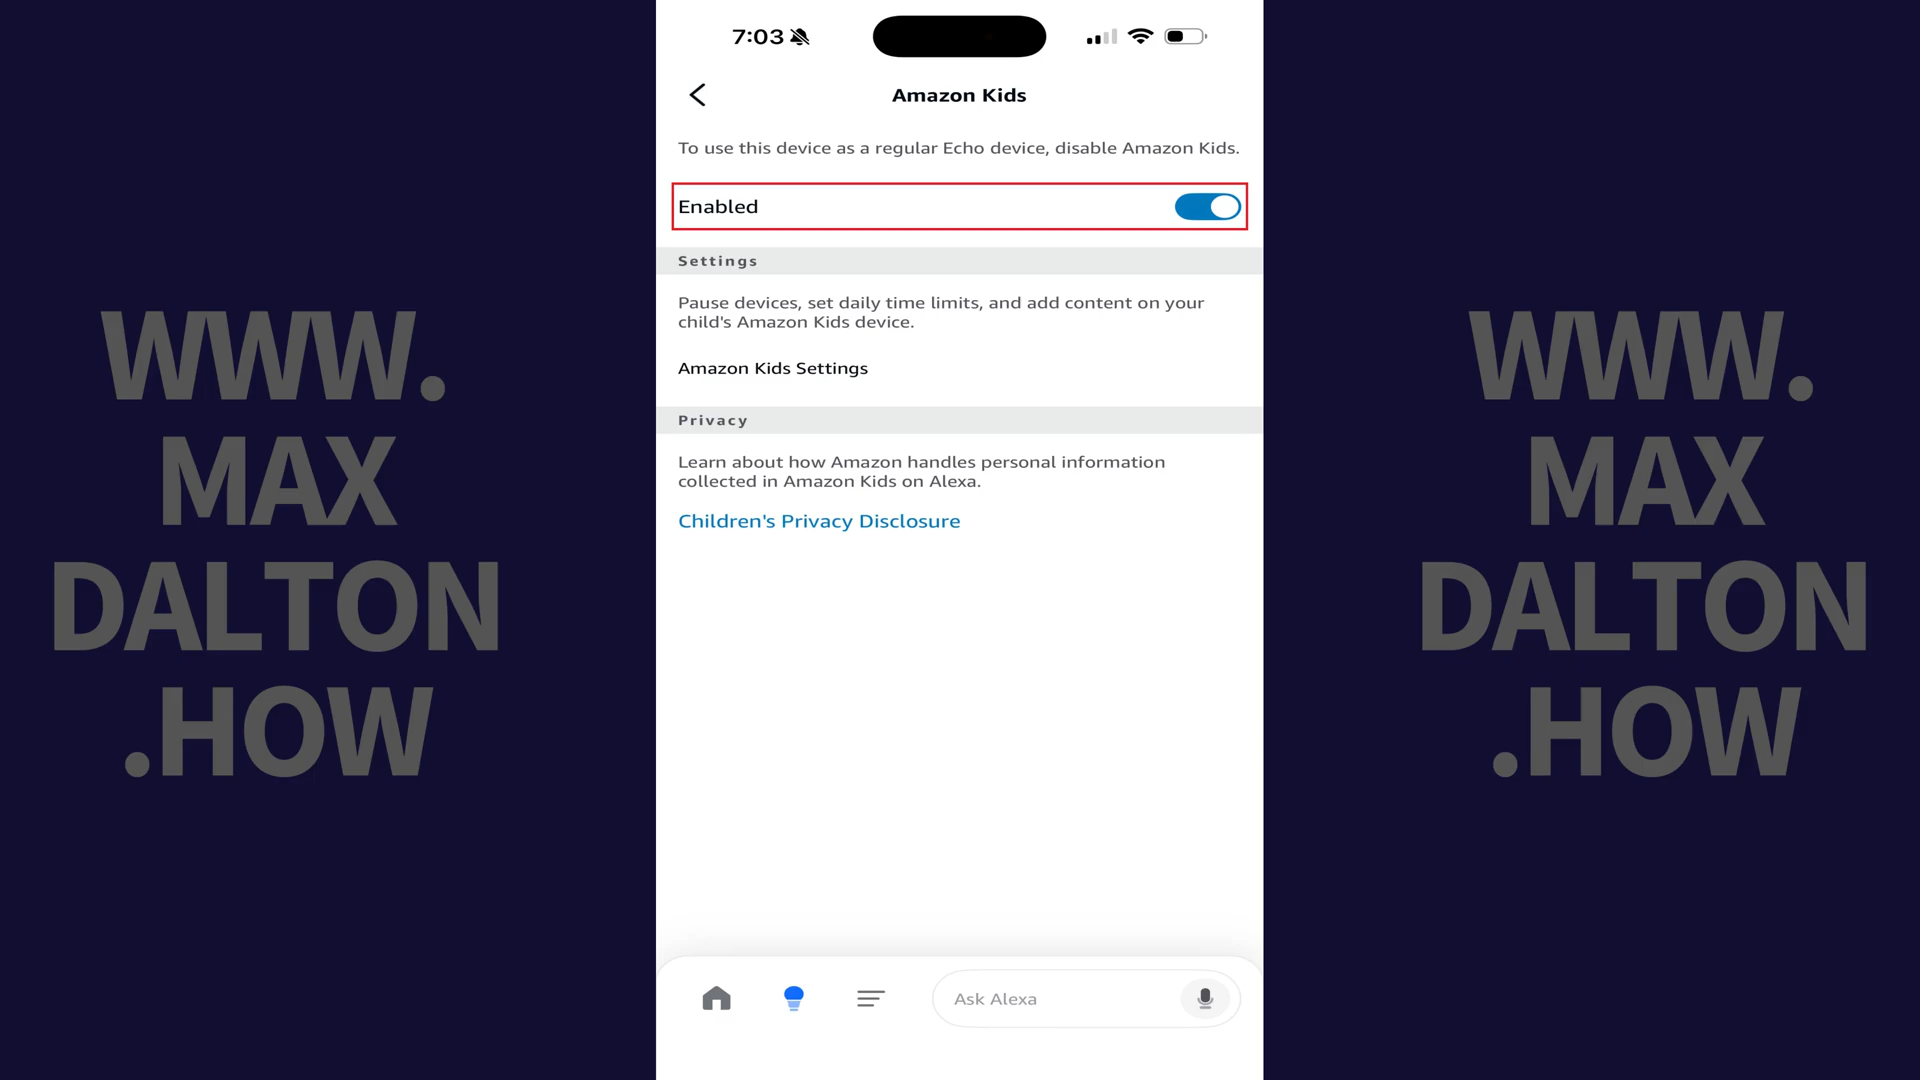 WWW.
MAX
DALTON
.HOW
7:03
Amazon Kids
To use this device as a regular Echo device, disable Amazon Kids.
Enabled
Settings
Pause devices, set daily time limits, and add content on your
child's Amazon Kids device.
Amazon Kids Settings
Privacy
Learn about how Amazon handles personal information
collected in Amazon Kids on Alexa.
Children's Privacy Disclosure
Ask Alexa
WWW.
MAX
DALTON
.HOW